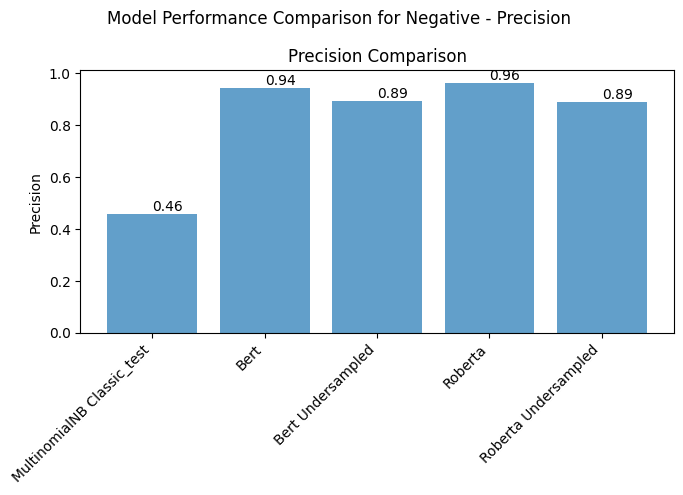 Model Performance Comparison for Negative - Precision
Precision Comparison
Precision
1.0
0.8
0.6
0.4
0.2
0.0
0.46
0.94
0.89
0.96
0.89
MultinomialNB Classic_test
Bert
Bert Undersampled
Roberta
Roberta Undersampled